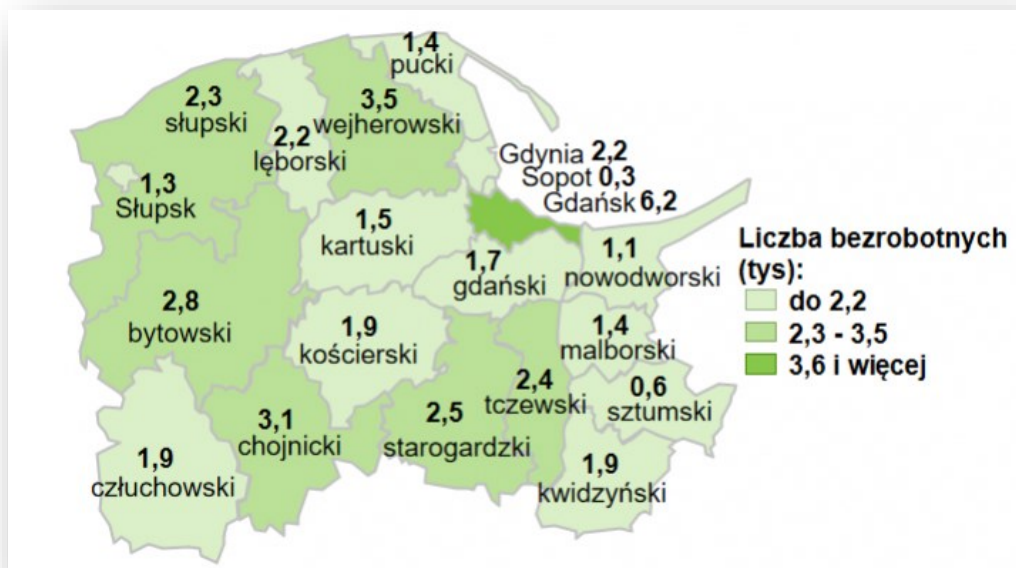 1,4
pucki
2,3
słupski
3,5
wejherowski
2,2
lęborski
Gdynia 2,2
Sopot 0,3
Gdańsk 6,2
1,3
Słupsk
1,5
kartuski
1,7
gdański
1,1
nowodworski
2,8
bytowski
1,9
kościerski
1,4
malborski
2,4
tczewski
0,6
sztumski
3,1
chojnicki
2,5
starogardzki
1,9
człuchowski
1,9
kwidzyński
Liczba bezrobotnych
(tys):
do 2,2
2,3 - 3,5
3,6 i więcej